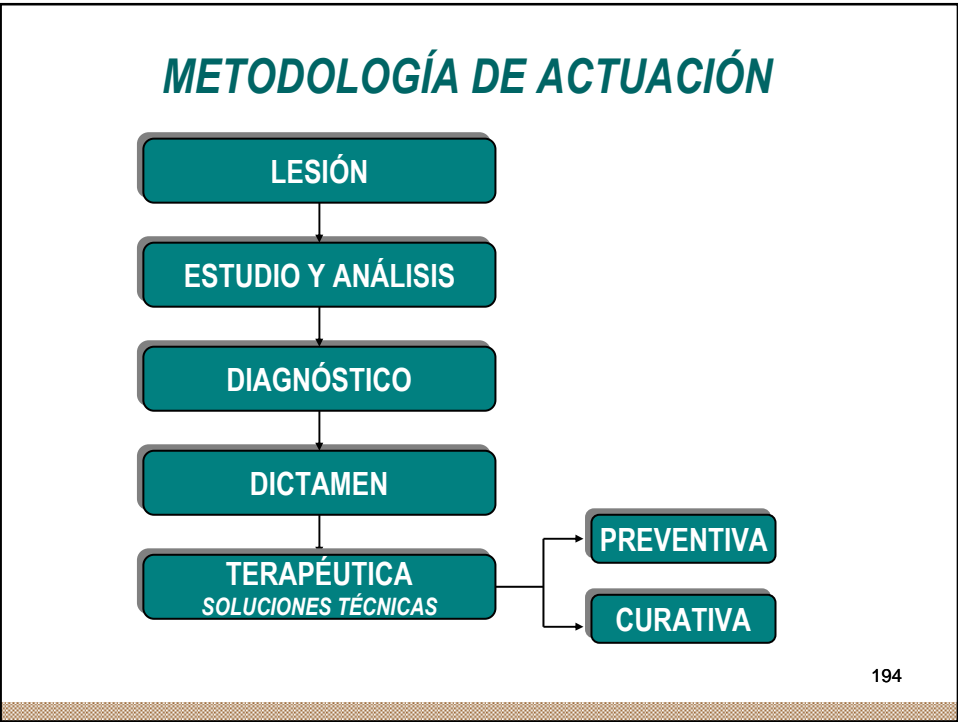 METODOLOGÍA DE ACTUACIÓN
LESIÓN
ESTUDIO Y ANÁLISIS
DIAGNÓSTICO
DICTAMEN
TERAPÉUTICA
SOLUCIONES TÉCNICAS
PREVENTIVA
CURATIVA
194